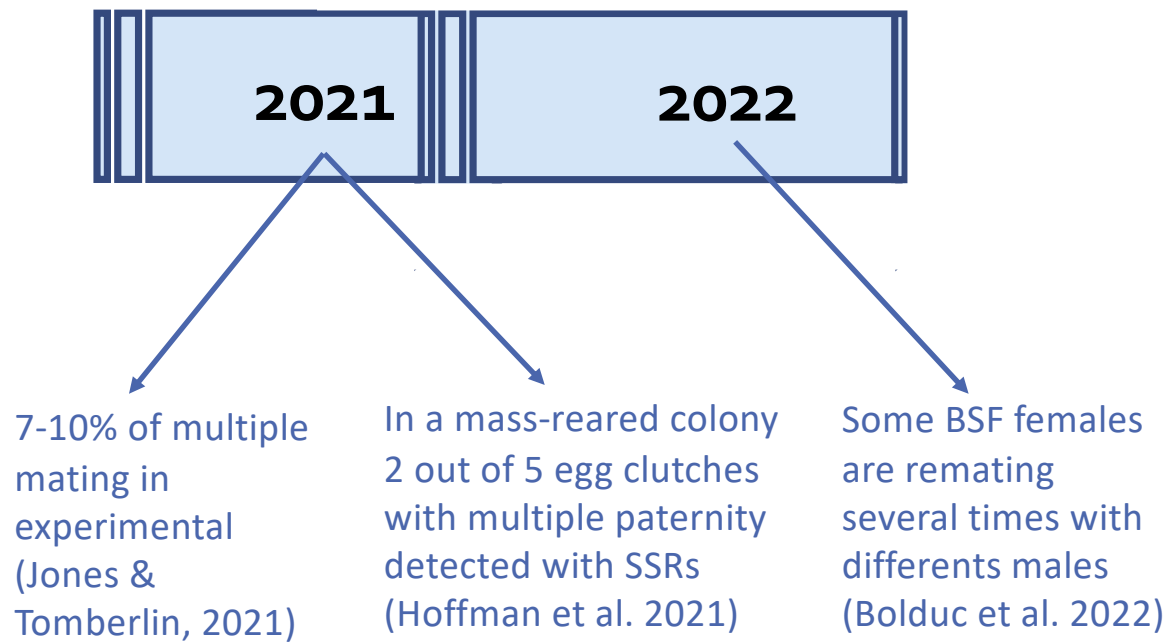 2021
2022
7-10% of multiple
mating in
experimental
(Jones &
Tomberlin, 2021)
In a mass-reared colony
2 out of 5 egg clutches
with multiple paternity
detected with SSRs
(Hoffman et al. 2021)
Some BSF females
are remating
several times with
differents males
(Bolduc et al. 2022)